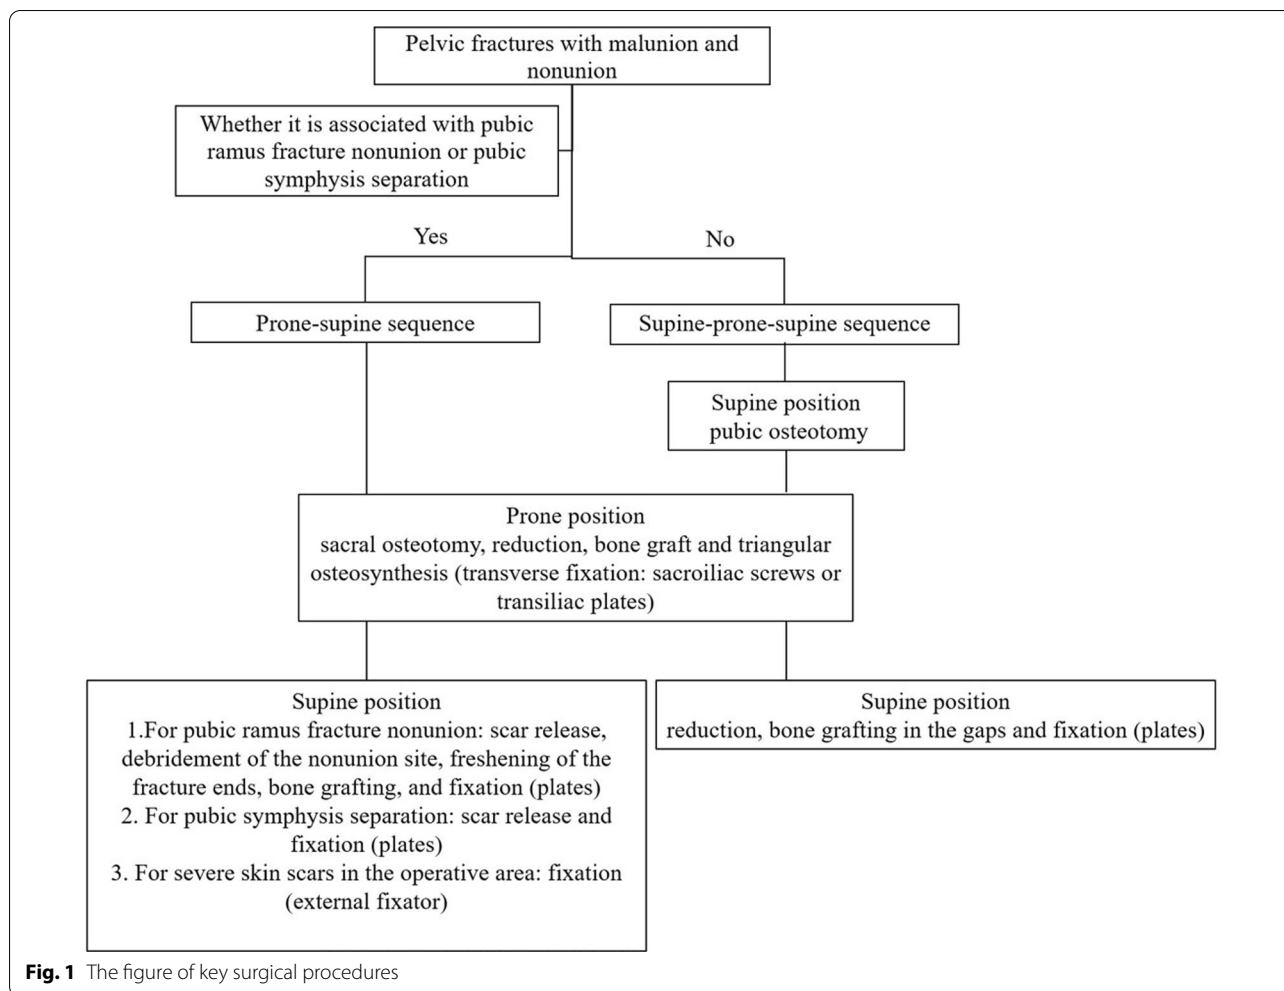 Pelvic fractures with malunion and
nonunion
Whether it is associated with pubic
ramus fracture nonunion or pubic
symphysis separation
Yes
No
Prone-supine sequence
Supine-prone-supine sequence
Supine position
pubic osteotomy
Prone position
sacral osteotomy, reduction, bone graft and triangular
osteosynthesis (transverse fixation: sacroiliac screws or
transiliac plates)
Supine position
1.For pubic ramus fracture nonunion: scar release,
debridement of the nonunion site, freshening of the
fracture ends, bone grafting, and fixation (plates)
2. For pubic symphysis separation: scar release and
fixation (plates)
3. For severe skin scars in the operative area: fixation
(external fixator)
Supine position
reduction, bone grafting in the gaps and fixation (plates)
Fig. 1 The figure of key surgical procedures